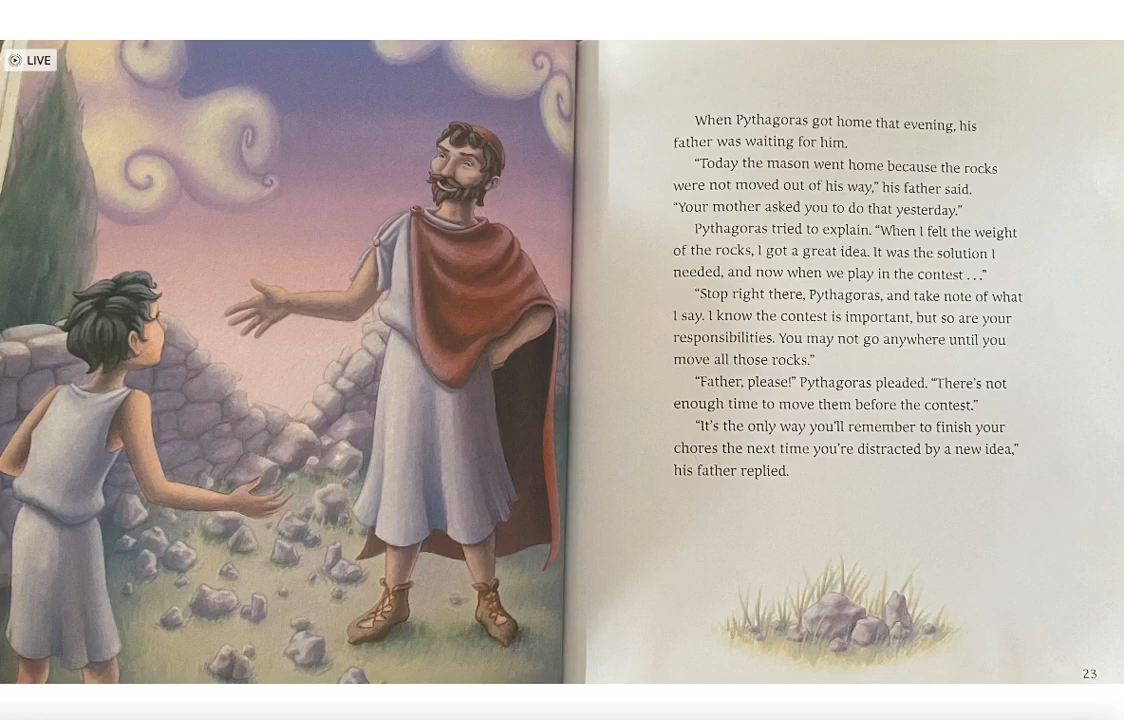 LIVE
When Pythagoras got home that evening, his
father was waiting for him.
“Today the mason went home because the rocks
were not moved out of his way,” his father said.
“Your mother asked you to do that yesterday.”
Pythagoras tried to explain. “When I felt the weight
of the rocks, I got a great idea. It was the solution I
needed, and now when we play in the contest . . .”
“Stop right there, Pythagoras, and take note of what
I say. I know the contest is important, but so are your
responsibilities. You may not go anywhere until you
move all those rocks.”
“Father, please!” Pythagoras pleaded. “There’s not
enough time to move them before the contest.”
“It’s the only way you’ll remember to finish your
chores the next time you’re distracted by a new idea,”
his father replied.
23